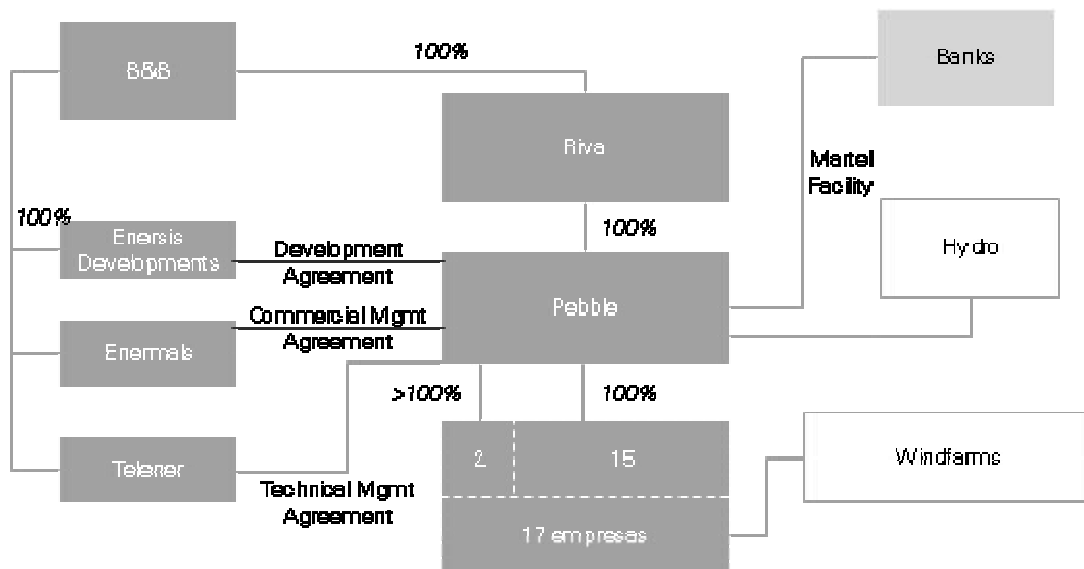 B&B
100%
Banks
Riva
Martell
Facility
100%
Enersis
Developments
Development
Agreement
100%
Hydro
Pebble
Commercial Mgmt
Agreement
Enermals
>100%
100%
Telener
2
15
Windfarms
Technical Mgmt
Agreement
17 empresas